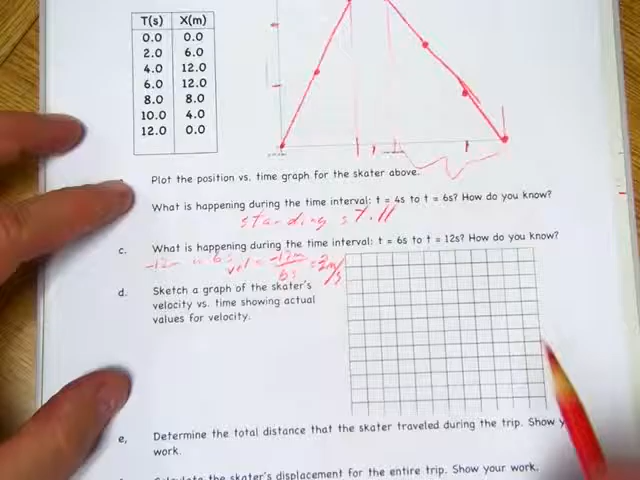 T(s) X(m)
0.0 0.0
2.0 6.0
4.0 12.0
6.0 12.0
8.0 8.0
10.0 4.0
12.0 0.0
Plot the position vs. time graph for the skater above.
What is happening during the time interval: t = 4s to t = 6s? How do you know?
standing still
c. What is happening during the time interval: t = 6s to t = 12s? How do you know?
-12m in 6s vel = -12m/6s = 2m/s
d. Sketch a graph of the skater's
velocity vs. time showing actual
values for velocity.
e, Determine the total distance that the skater traveled during the trip. Show
work.
the skater's displacement for the entire trip. Show your work.